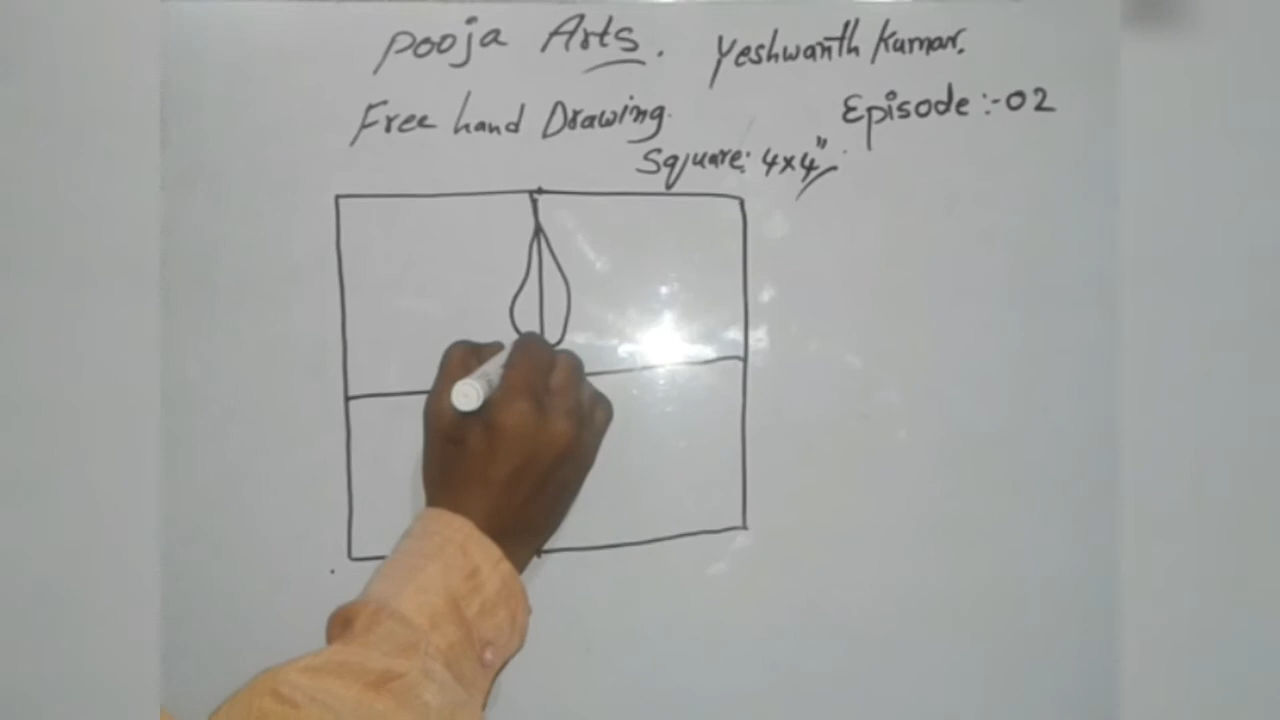 Pooja Arts. Yeshwanth Kumar.
Free hand Drawing.
Episode :- 02
Square: 4x4"